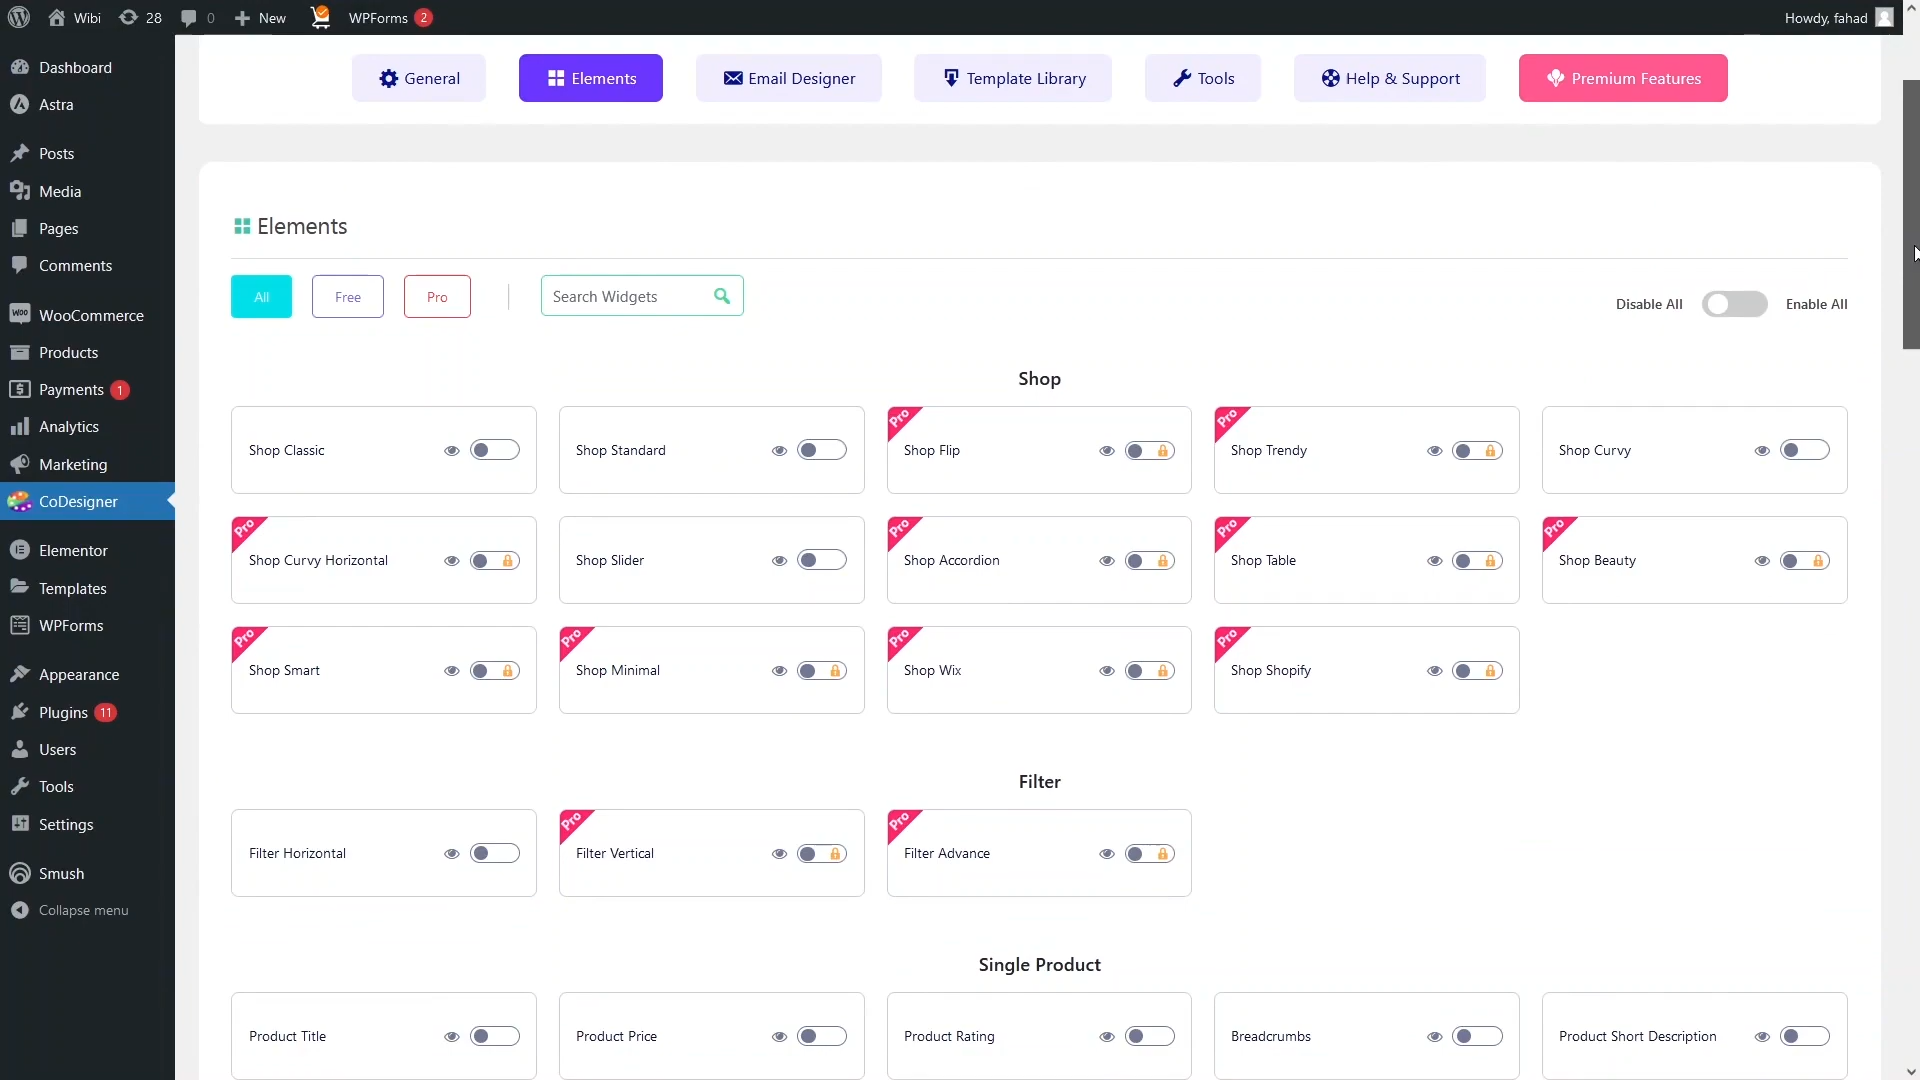 Wibi 28 0 New WPForms 2 Howdy, fahad
Dashboard
Astra
Posts
Media
Pages
Comments
WooCommerce
Products
Payments 1
Analytics
Marketing
CoDesigner
Elementor
Templates
WPForms
Appearance
Plugins 11
Users
Tools
Settings
Smush
Collapse menu
General Elements Email Designer Template Library Tools Help & Support Premium Features
Elements
All Free Pro Search Widgets Disable All Enable All
Shop
Shop Classic
Shop Standard
Pro
Shop Flip
Pro
Shop Trendy
Shop Curvy
Pro
Shop Curvy Horizontal
Shop Slider
Pro
Shop Accordion
Pro
Shop Table
Pro
Shop Beauty
Pro
Shop Smart
Pro
Shop Minimal
Pro
Shop Wix
Pro
Shop Shopify
Filter
Filter Horizontal
Pro
Filter Vertical
Pro
Filter Advance
Single Product
Product Title
Product Price
Product Rating
Breadcrumbs
Product Short Description